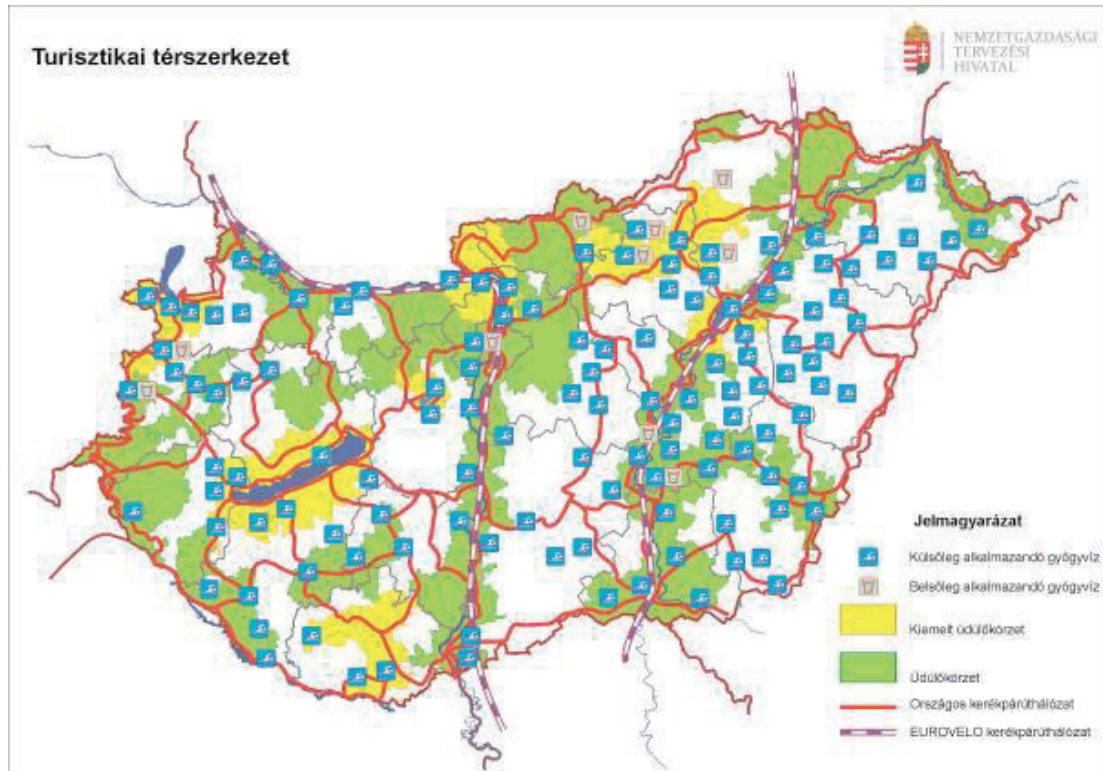 Turisztikai térszerkezet
NEMZETGAZDASÁGI
TERVEZÉSI
HIVATAL
Jelmagyarázat
Külsőleg alkalmazandó gyógyvíz
Belsőleg alkalmazandó gyógyvíz
Kiemelt üdülőkörzet
Üdülőkörzet
Országos kerékpárúthálózat
EUROVELO kerékpárúthálózat